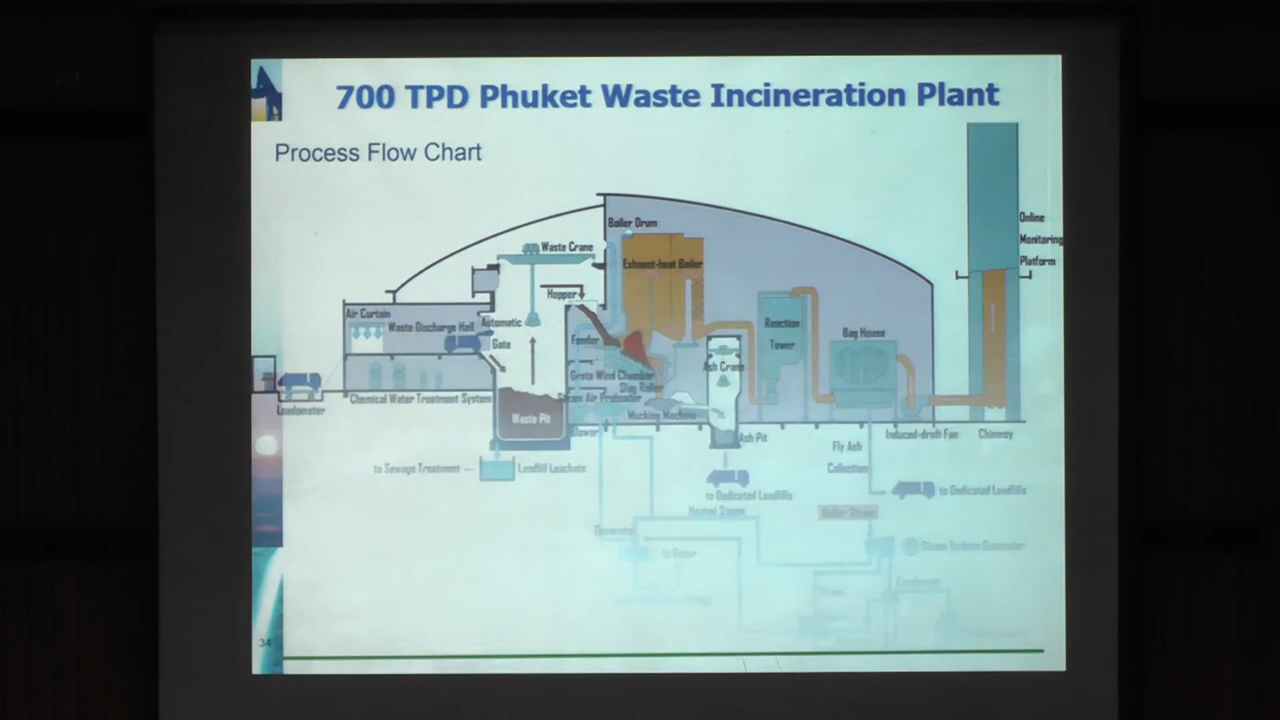 700 TPD Phuket Waste Incineration Plant
Process Flow Chart
Online
Monitoring
Platform
Boiler Drum
Waste Crane
Exhaust-heat Boiler
Hopper
Air Curtain
Waste Discharge Hall
Automatic
Gate
Feeder
Reaction
Tower
Bag House
Ash Crane
Grate Wind Chamber
Slag Roller
Steam Air Preheater
Loadometer
Chemical Water Treatment System
Waste Pit
Mucking Machine
Blower
Ash Pit
Fly Ash
Collection
Induced-draft Fan
Chimney
to Sewage Treatment
Landfill Leachate
to Dedicated Landfills
to Dedicated Landfills
Heated Steam
Boiler Steam
to Boiler
Steam Turbine Generator
Condenser
34